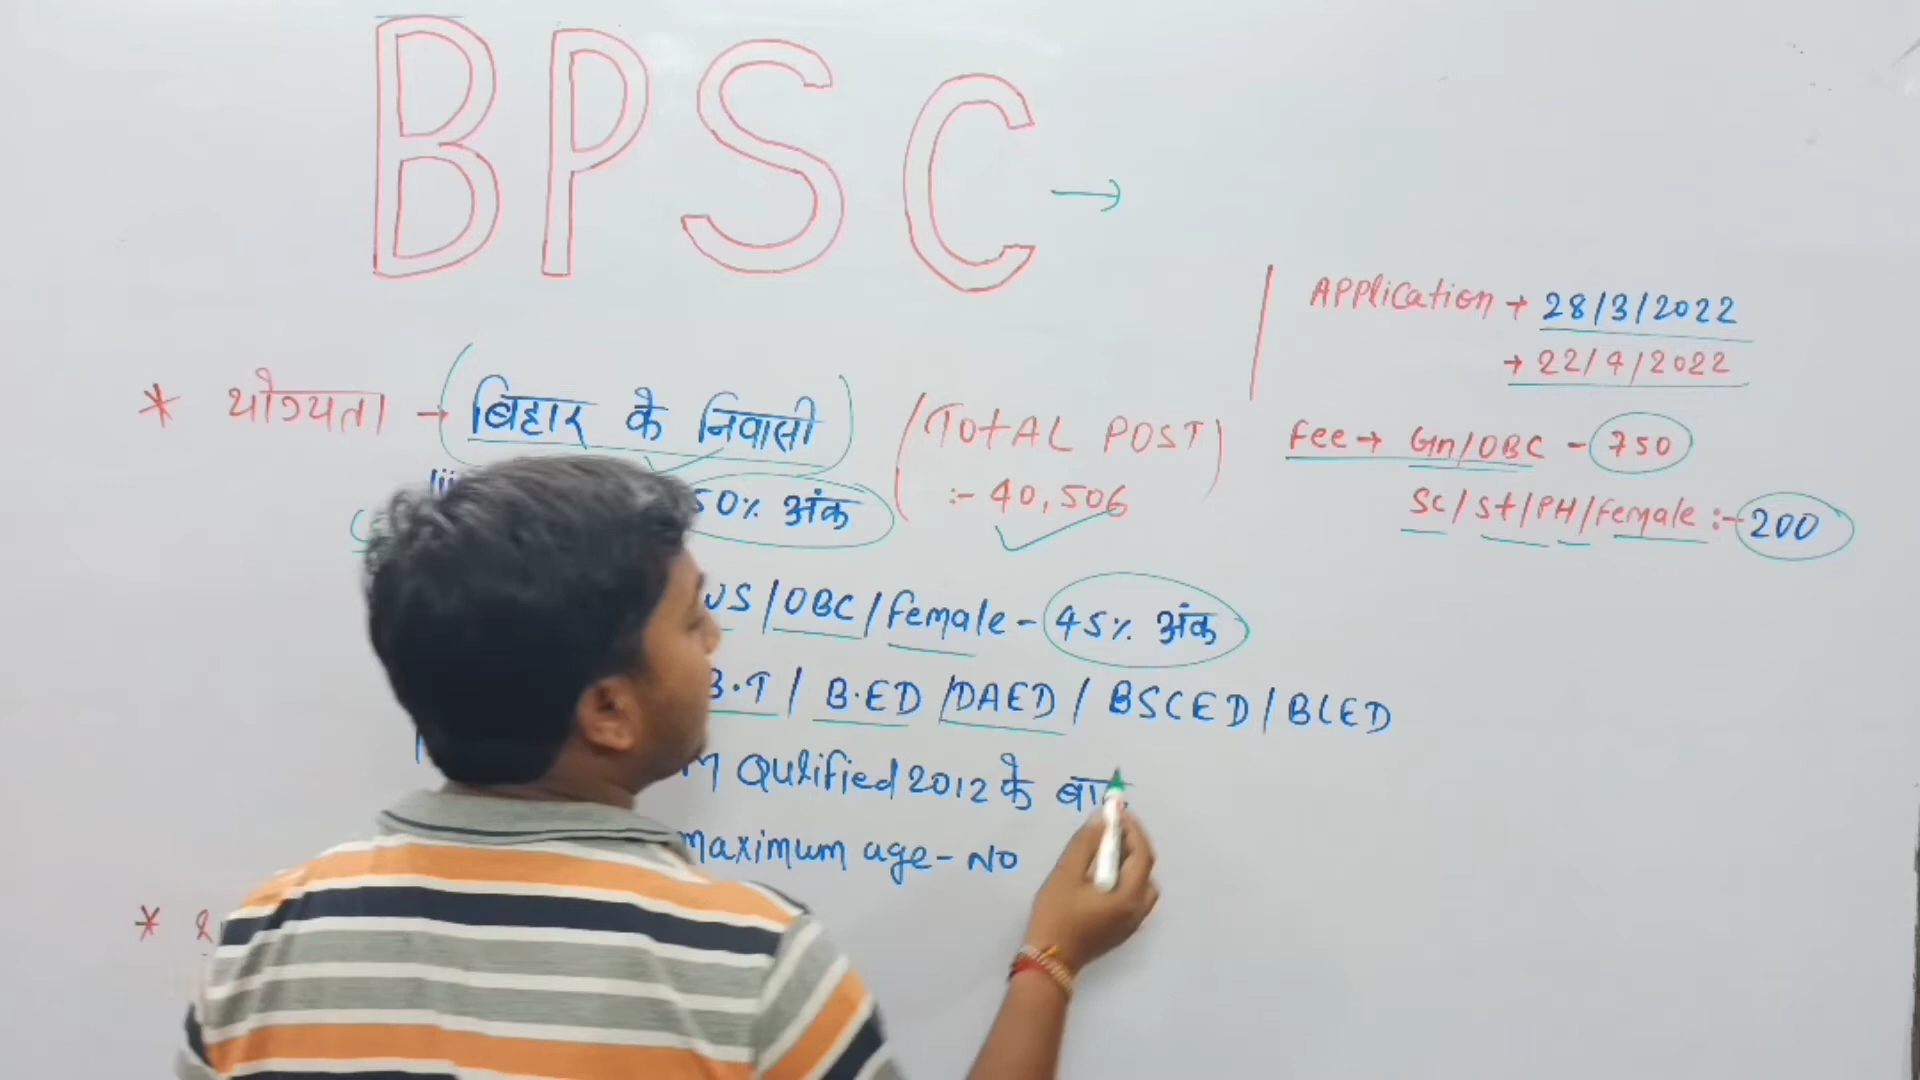 BPSC →
Application → 28/3/2022
→ 22/4/2022
* योग्यता → बिहार के निवासी
(TOtAL POST)
:- 40,506
Fee → Gn/OBC - 750
SC/St/PH/Female :- 200
50% अंक
/OBC/Female - 45% अंक
B.T / B.ED / DAED / BSCED / BLED
Qulified 2012 के
maximum age - NO
*